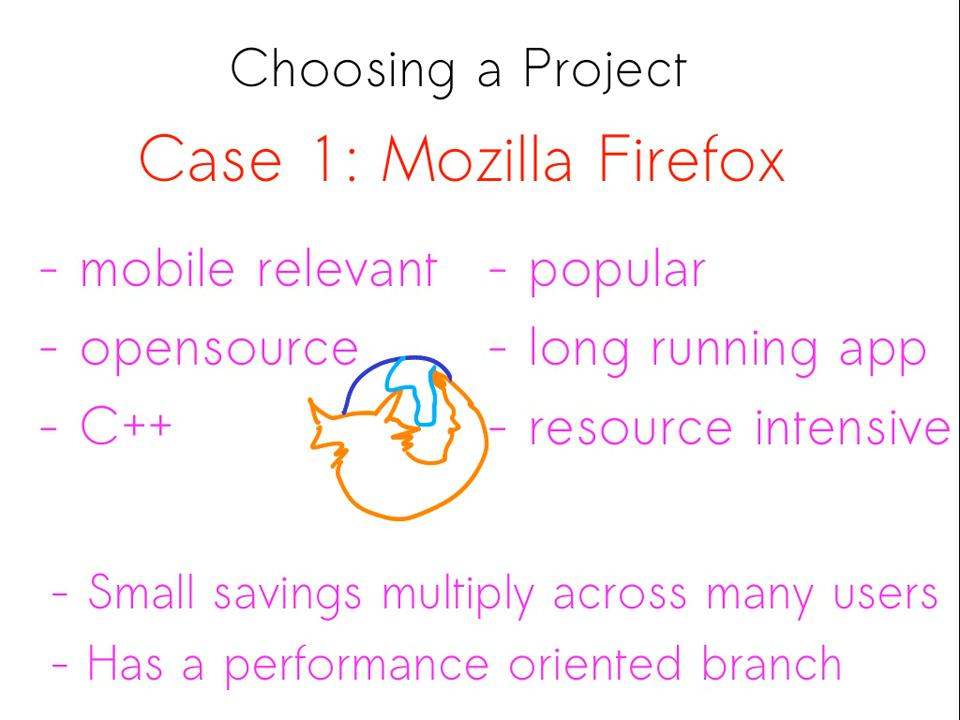 Choosing a Project
Case 1: Mozilla Firefox
- mobile relevant
- opensource
- C++
- popular
- long running app
- resource intensive
- Small savings multiply across many users
- Has a performance oriented branch